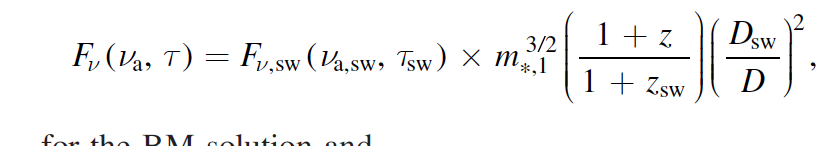 F_ν(ν_a, τ) = F_{ν,sw}(ν_{a,sw}, τ_{sw}) × m_{*,1}^{3/2} ((1 + z)/(1 + z_{sw})) (D_{sw}/D)^2,
for the BM solution and